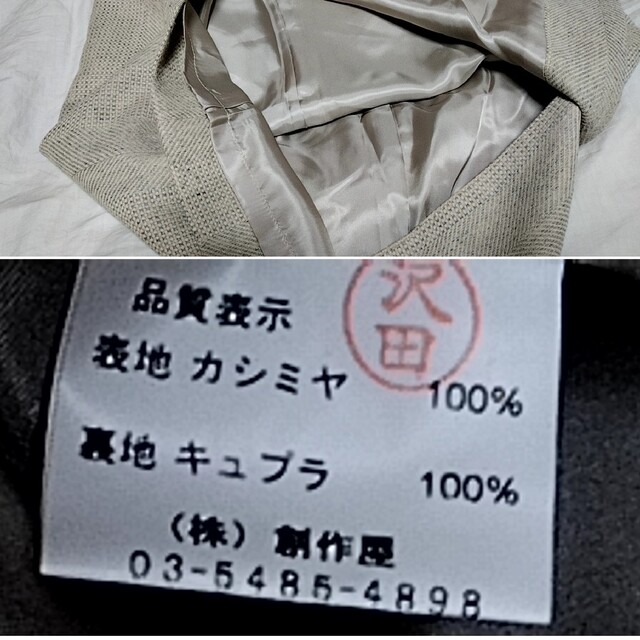 品質表示
沢田
表地 カシミヤ 100%
裏地 キュプラ 100%
(株) 創作屋
03-5485-4898